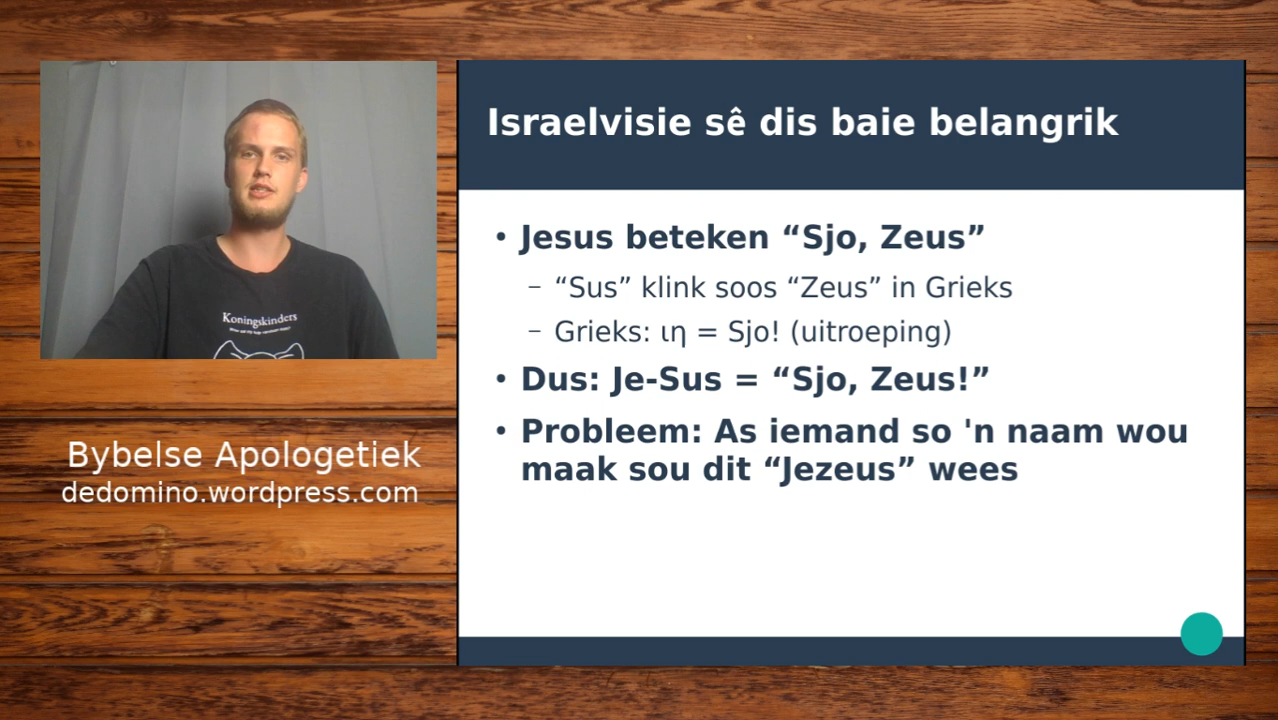 Israelvisie sê dis baie belangrik
• Jesus beteken “Sjo, Zeus”
– “Sus” klink soos “Zeus” in Grieks
– Grieks: ιη = Sjo! (uitroeping)
• Dus: Je-Sus = “Sjo, Zeus!”
• Probleem: As iemand so 'n naam wou
maak sou dit “Jezeus” wees
Koningskinders
Bybelse Apologetiek
dedomino.wordpress.com